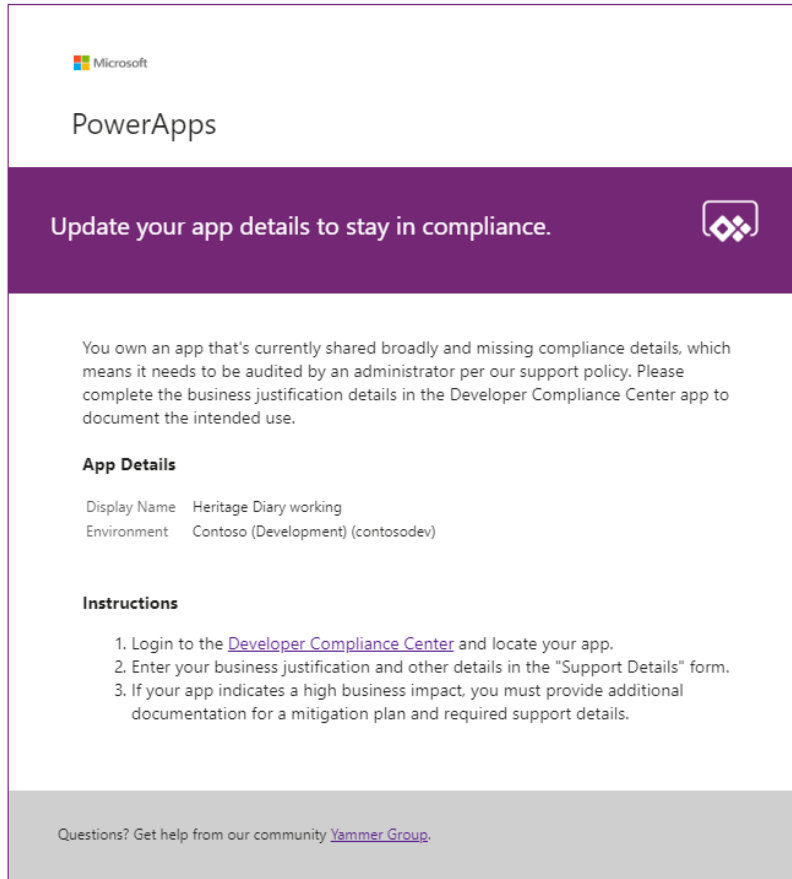 Microsoft
PowerApps
Update your app details to stay in compliance.
You own an app that's currently shared broadly and missing compliance details, which
means it needs to be audited by an administrator per our support policy. Please
complete the business justification details in the Developer Compliance Center app to
document the intended use.
App Details
Display Name Heritage Diary working
Environment Contoso (Development) (contosodev)
Instructions
1. Login to the Developer Compliance Center and locate your app.
2. Enter your business justification and other details in the "Support Details" form.
3. If your app indicates a high business impact, you must provide additional
documentation for a mitigation plan and required support details.
Questions? Get help from our community Yammer Group.